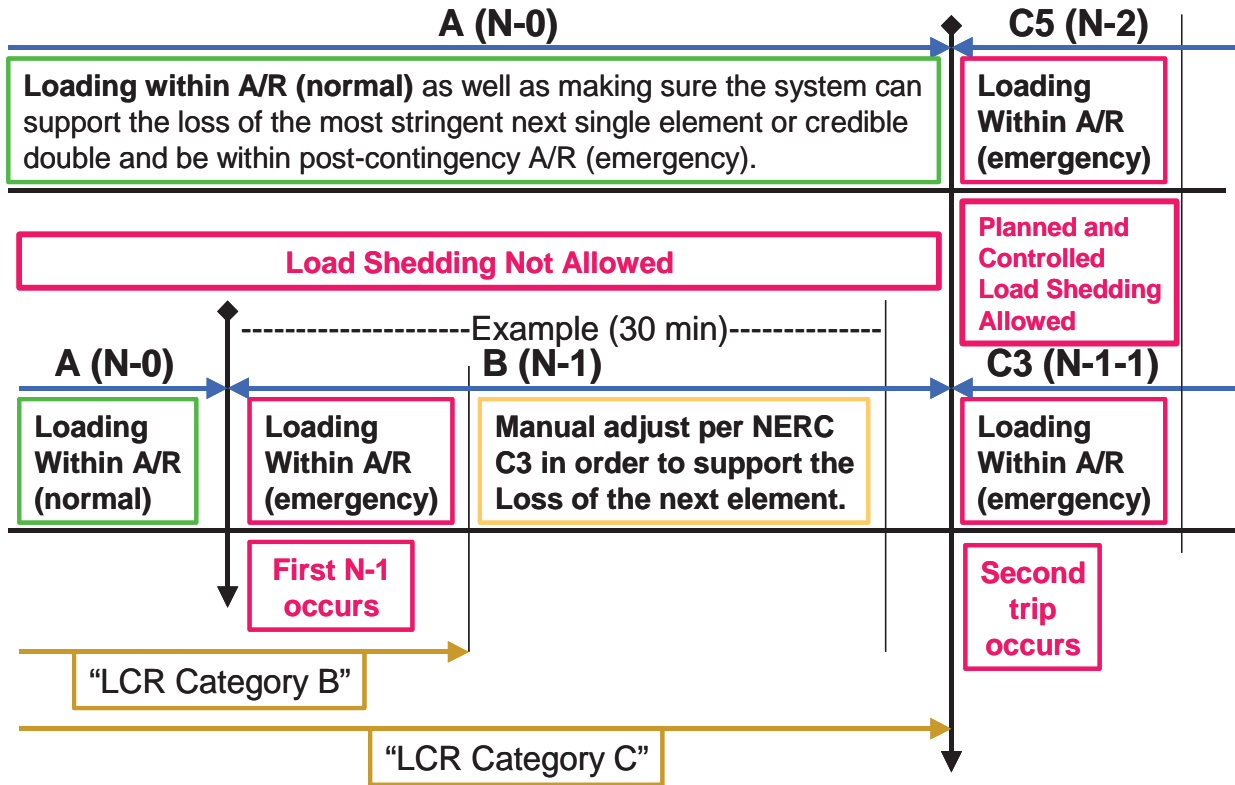 A (N-0)
C5 (N-2)
Loading within A/R (normal) as well as making sure the system can
support the loss of the most stringent next single element or credible
double and be within post-contingency A/R (emergency).
Loading
Within A/R
(emergency)
Load Shedding Not Allowed
Planned and
Controlled
Load Shedding
Allowed
--------------------Example (30 min)--------------
A (N-0)
B (N-1)
C3 (N-1-1)
Loading
Within A/R
(normal)
Loading
Within A/R
(emergency)
Manual adjust per NERC
C3 in order to support the
Loss of the next element.
Loading
Within A/R
(emergency)
First N-1
occurs
Second
trip
occurs
“LCR Category B”
“LCR Category C”